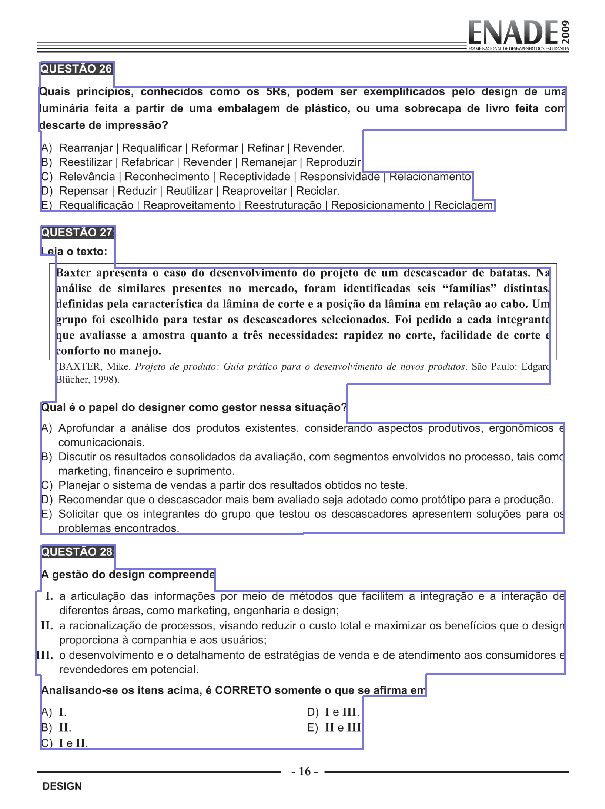 ENADE 2009
EXAME NACIONAL DE DESEMPENHO DOS ESTUDANTES
QUESTÃO 26
Quais princípios, conhecidos como os 5Rs, podem ser exemplificados pelo design de uma
luminária feita a partir de uma embalagem de plástico, ou uma sobrecapa de livro feita com
descarte de impressão?
A) Rearranjar | Requalificar | Reformar | Refinar | Revender.
B) Reestilizar | Refabricar | Revender | Remanejar | Reproduzir.
C) Relevância | Reconhecimento | Receptividade | Responsividade | Relacionamento.
D) Repensar | Reduzir | Reutilizar | Reaproveitar | Reciclar.
E) Requalificação | Reaproveitamento | Reestruturação | Reposicionamento | Reciclagem.
QUESTÃO 27
Leia o texto:
Baxter apresenta o caso do desenvolvimento do projeto de um descascador de batatas. Na
análise de similares presentes no mercado, foram identificadas seis “famílias” distintas,
definidas pela característica da lâmina de corte e a posição da lâmina em relação ao cabo. Um
grupo foi escolhido para testar os descascadores selecionados. Foi pedido a cada integrante
que avaliasse a amostra quanto a três necessidades: rapidez no corte, facilidade de corte e
conforto no manejo.
(BAXTER, Mike. Projeto de produto: Guia prático para o desenvolvimento de novos produtos. São Paulo: Edgard
Blücher, 1998).
Qual é o papel do designer como gestor nessa situação?
A) Aprofundar a análise dos produtos existentes, considerando aspectos produtivos, ergonômicos e
comunicacionais.
B) Discutir os resultados consolidados da avaliação, com segmentos envolvidos no processo, tais como
marketing, financeiro e suprimento.
C) Planejar o sistema de vendas a partir dos resultados obtidos no teste.
D) Recomendar que o descascador mais bem avaliado seja adotado como protótipo para a produção.
E) Solicitar que os integrantes do grupo que testou os descascadores apresentem soluções para os
problemas encontrados.
QUESTÃO 28
A gestão do design compreende
I. a articulação das informações por meio de métodos que facilitem a integração e a interação de
diferentes áreas, como marketing, engenharia e design;
II. a racionalização de processos, visando reduzir o custo total e maximizar os benefícios que o design
proporciona à companhia e aos usuários;
III. o desenvolvimento e o detalhamento de estratégias de venda e de atendimento aos consumidores e
revendedores em potencial.
Analisando-se os itens acima, é CORRETO somente o que se afirma em
A) I.
B) II.
C) I e II.
D) I e III.
E) II e III.
- 16 -
DESIGN